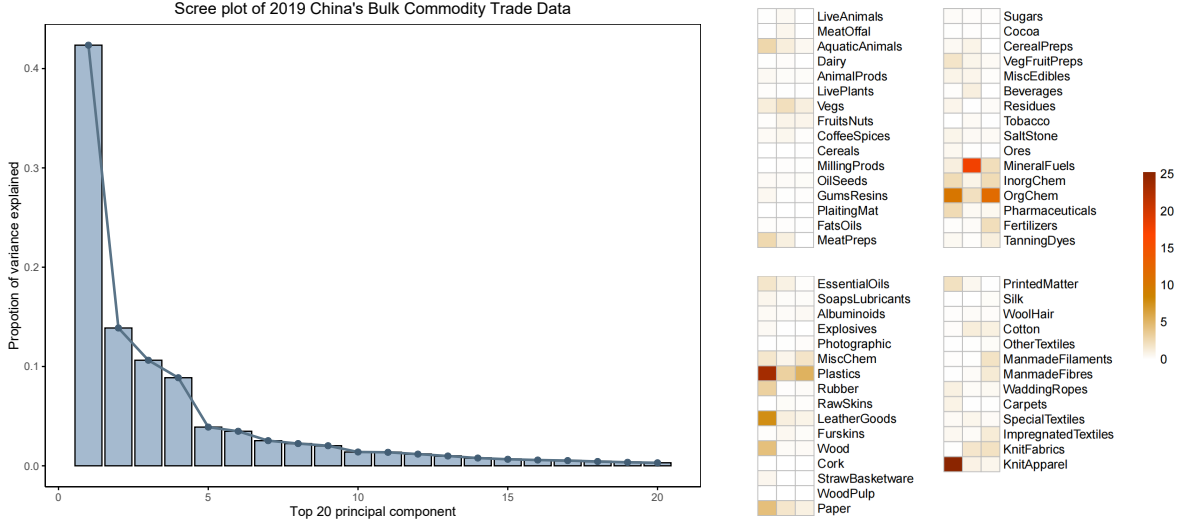 Scree plot of 2019 China's Bulk Commodity Trade Data
Propotion of variance explained
0.4
0.3
0.2
0.1
0.0
0
5
10
15
20
Top 20 principal component
LiveAnimals
MeatOffal
AquaticAnimals
Dairy
AnimalProds
LivePlants
Vegs
FruitsNuts
CoffeeSpices
Cereals
MillingProds
OilSeeds
GumsResins
PlaitingMat
FatsOils
MeatPreps
Sugars
Cocoa
CerealPreps
VegFruitPreps
MiscEdibles
Beverages
Residues
Tobacco
SaltStone
Ores
MineralFuels
InorgChem
OrgChem
Pharmaceuticals
Fertilizers
TanningDyes
EssentialOils
SoapsLubricants
Albuminoids
Explosives
Photographic
MiscChem
Plastics
Rubber
RawSkins
LeatherGoods
Furskins
Wood
Cork
StrawBasketware
WoodPulp
Paper
PrintedMatter
Silk
WoolHair
Cotton
OtherTextiles
ManmadeFilaments
ManmadeFibres
WaddingRopes
Carpets
SpecialTextiles
ImpregnatedTextiles
KnitFabrics
KnitApparel
25
20
15
10
5
0